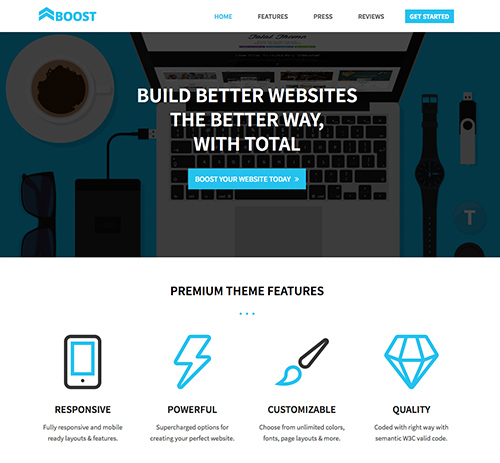 BOOST
HOME FEATURES PRESS REVIEWS GET STARTED
Total Theme
BUILD BETTER WEBSITES
THE BETTER WAY,
WITH TOTAL
BOOST YOUR WEBSITE TODAY »
T
PREMIUM THEME FEATURES
RESPONSIVE
Fully responsive and mobile
ready layouts & features.
POWERFUL
Supercharged options for
creating your perfect website.
CUSTOMIZABLE
Choose from unlimited colors,
fonts, page layouts & more.
QUALITY
Coded with right way with
semantic W3C valid code.